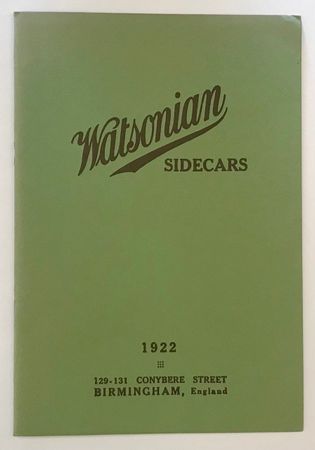 Watsonian
SIDECARS
1922
129-131 CONYBERE STREET
BIRMINGHAM, England